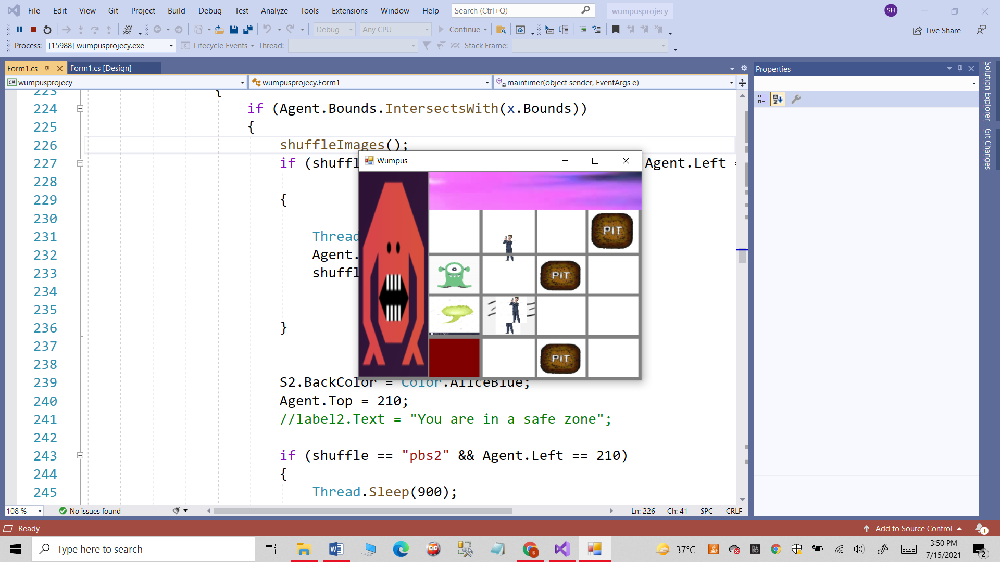 File Edit View Git Project Build Debug Test Analyze Tools Extensions Window Help Search (Ctrl+Q) wumpusprojecy SH
Debug Any CPU Continue Live Share
Process: [15988] wumpusprojecy.exe Lifecycle Events Thread: Stack Frame:
Form1.cs Form1.cs [Design] Properties
C# wumpusprojecy wumpusprojecy.Form1 maintimer(object sender, EventArgs e)
Solution Explorer
Git Changes
223 {
224 if (Agent.Bounds.IntersectsWith(x.Bounds))
225 {
226 shuffleImages();
227 if (shuffl Agent.Left
228
229 {
230
231 Thread
232 Agent.
233 shuffl
234
235
236 }
237
238
239 S2.BackColor = Color.AliceBlue;
240 Agent.Top = 210;
241 //label2.Text = "You are in a safe zone";
242
243 if (shuffle == "pbs2" && Agent.Left == 210)
244 {
245 Thread.Sleep(900);
Wumpus
PIT
PIT
PIT
108 % No issues found Ln: 226 Ch: 41 SPC CRLF
Ready Add to Source Control 3
Type here to search 37°C 3:50 PM
7/15/2021 2